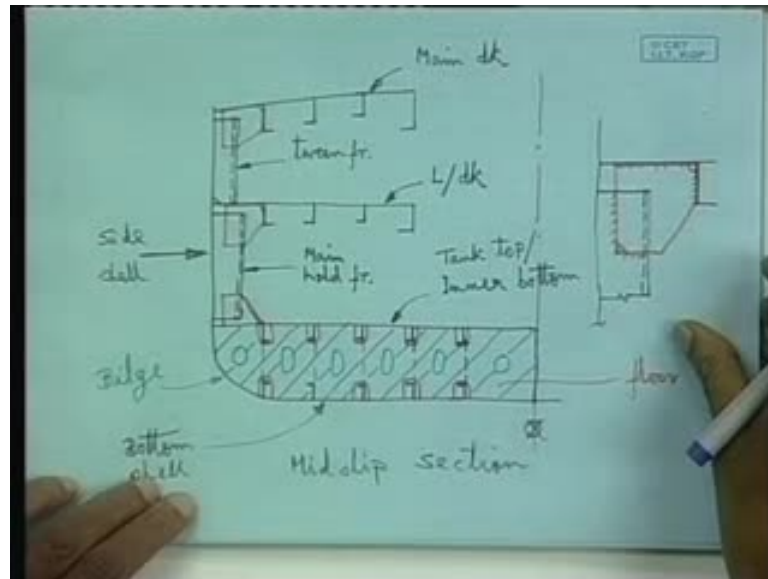 Main dk
Tween fr.
L/dk
side
shell
Main
hold fr.
Tank top/
Inner bottom
Bilge
floor
Bottom
shell
Midship section